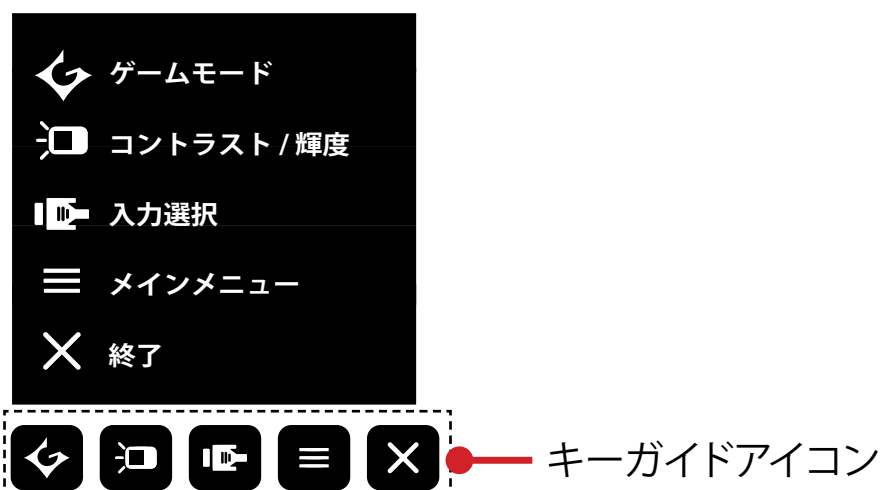 ゲームモード
コントラスト / 輝度
入力選択
メインメニュー
終了
キーガイドアイコン